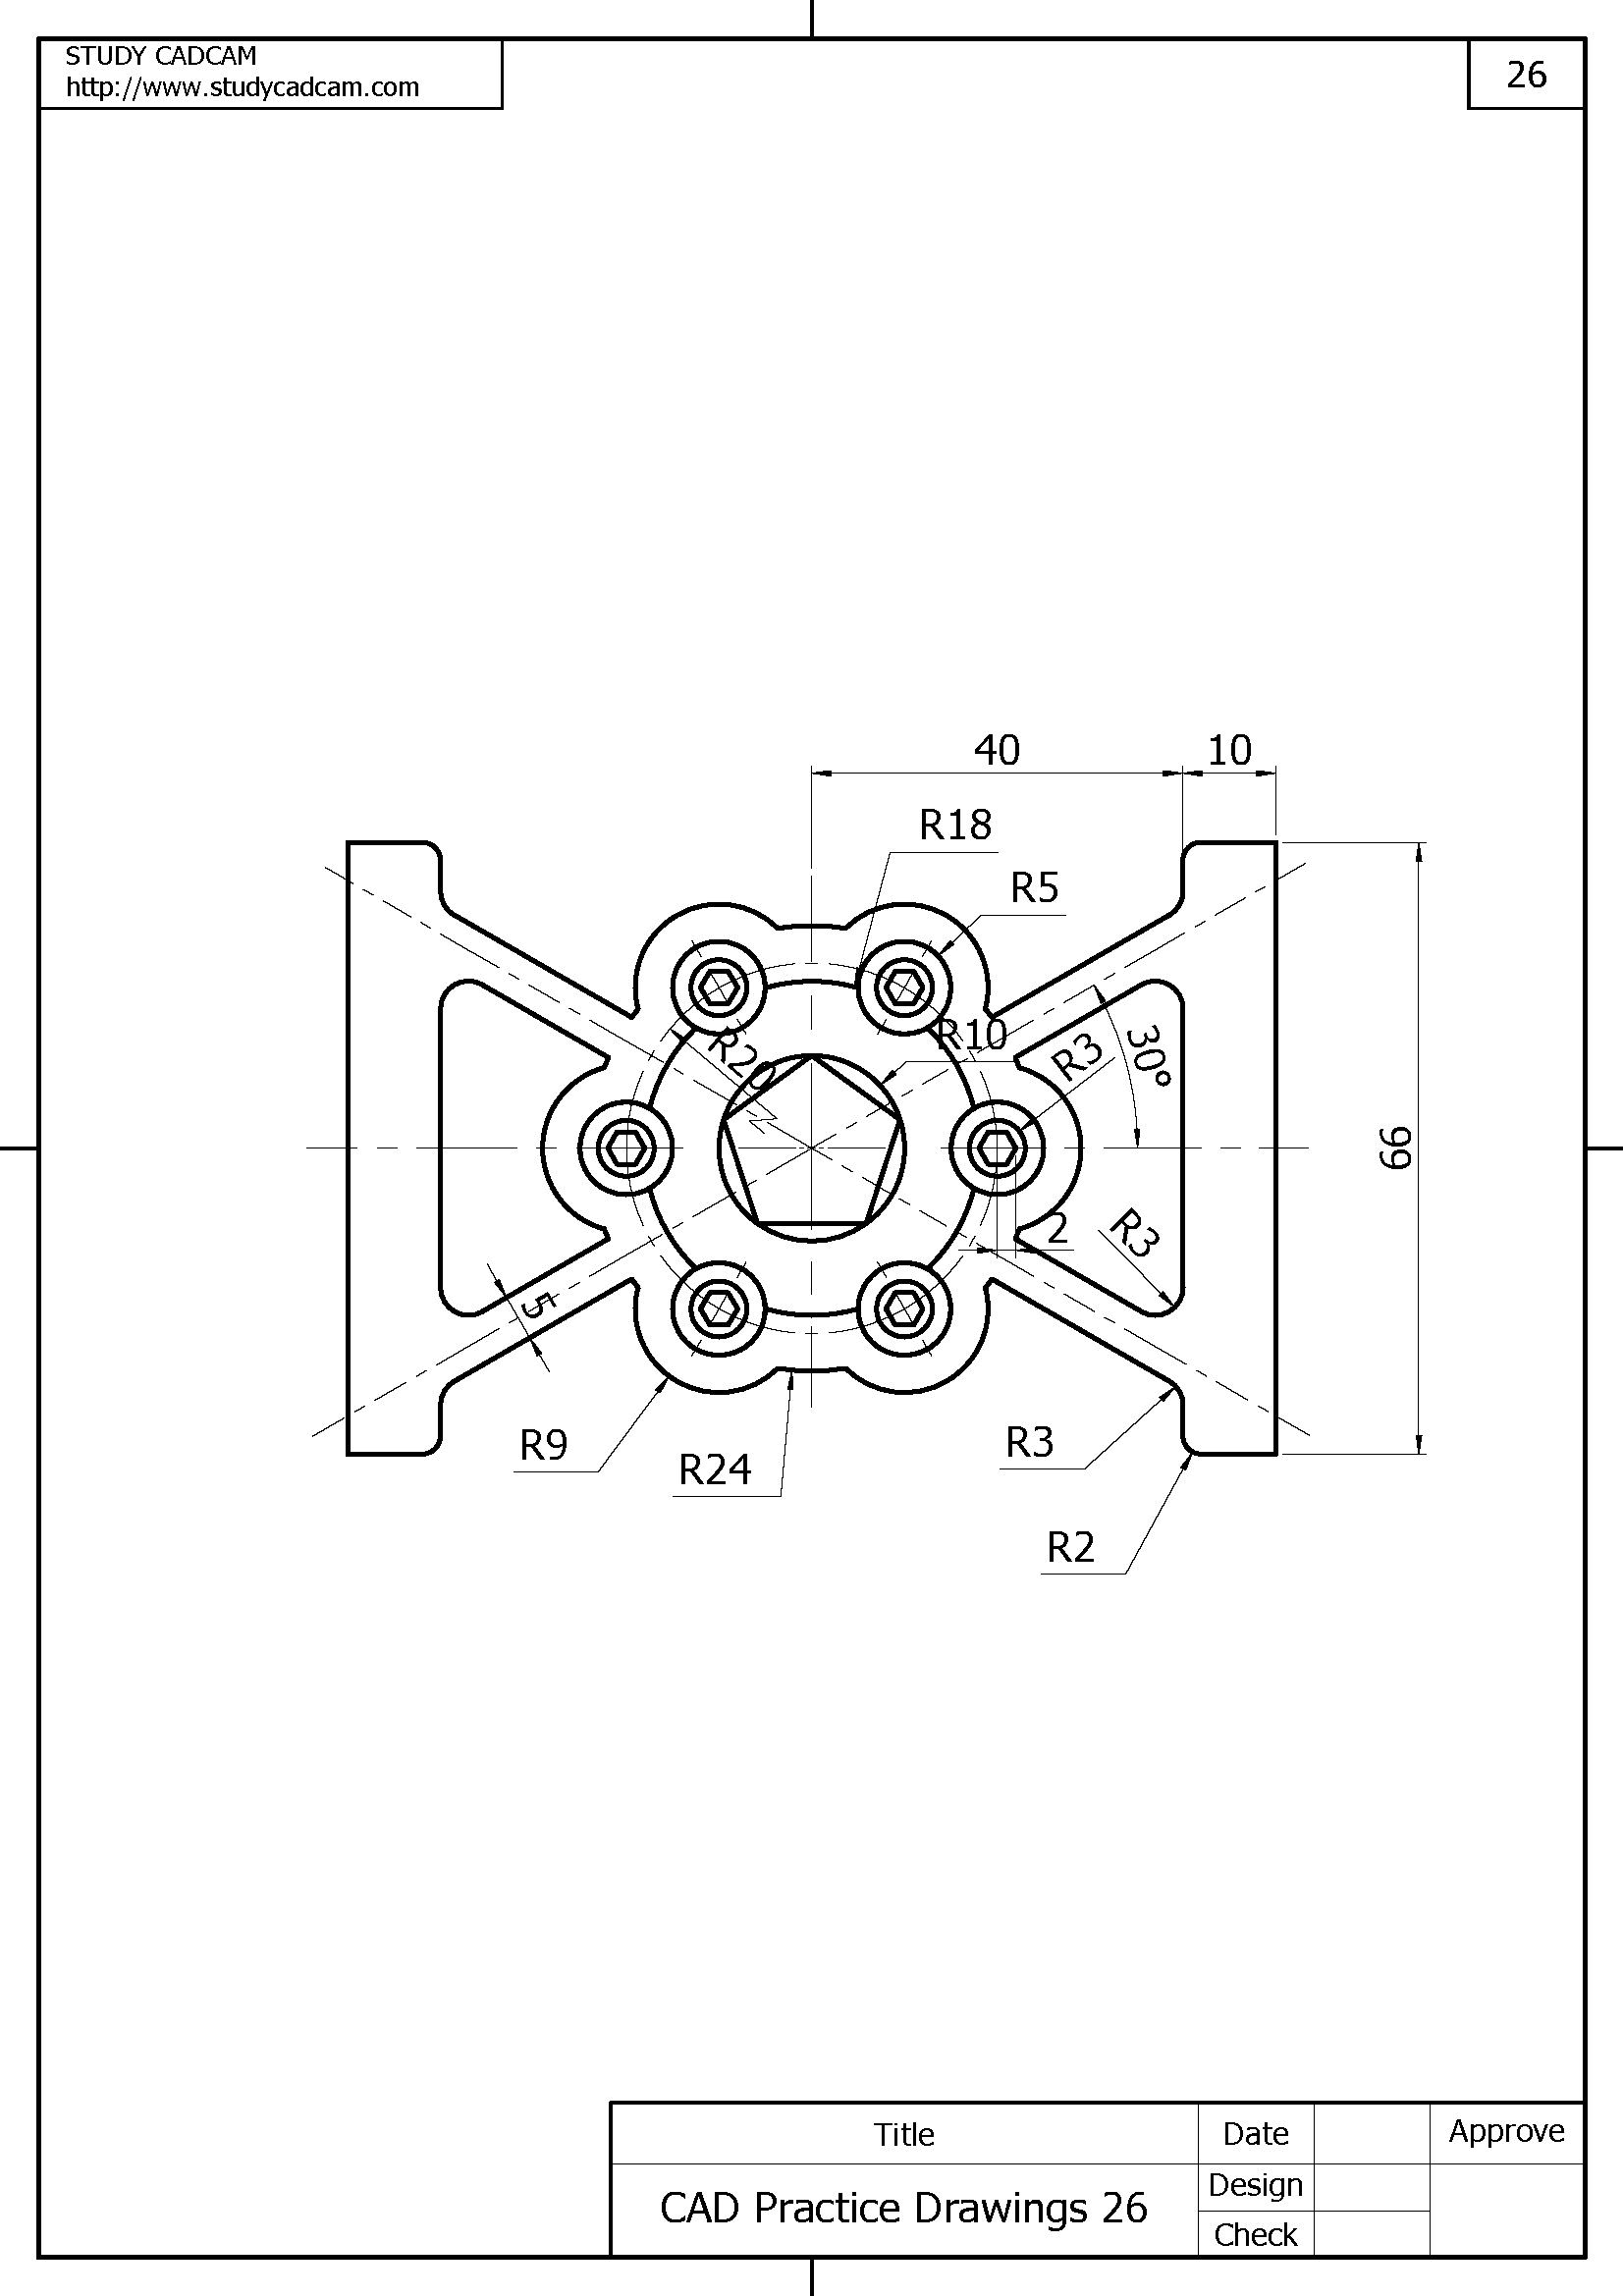 STUDY CADCAM
http://www.studycadcam.com
26
40
10
R18
R5
R10
R20
R3
30°
66
2
R3
5
R9
R24
R3
R2
Title
Date
Approve
CAD Practice Drawings 26
Design
Check